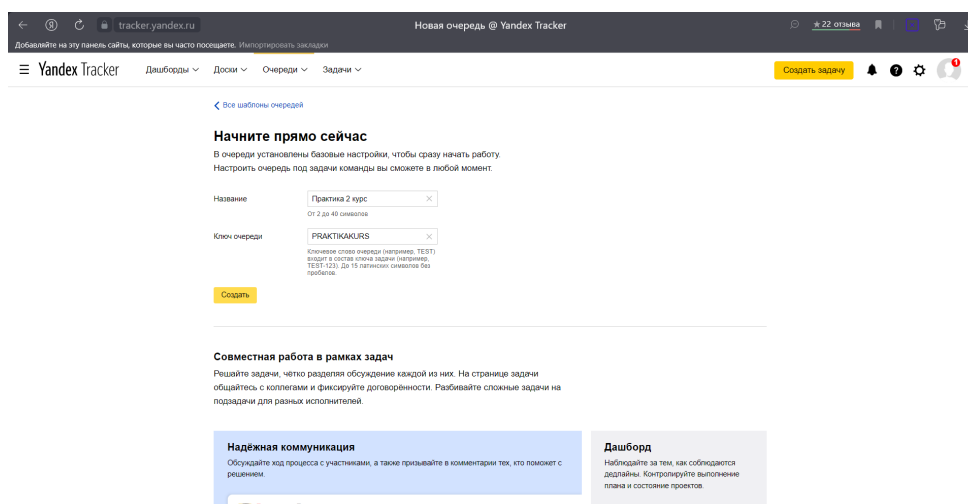 tracker.yandex.ru
Новая очередь @ Yandex Tracker
★ 22 отзыва
Добавляйте на эту панель сайты, которые вы часто посещаете. Импортировать закладки
Yandex Tracker
Дашборды
Доски
Очереди
Задачи
Создать задачу
1
Все шаблоны очередей
Начните прямо сейчас
В очереди установлены базовые настройки, чтобы сразу начать работу.
Настроить очередь под задачи команды вы сможете в любой момент.
Название
Практика 2 курс
От 2 до 40 символов
Ключ очереди
PRAKTIKAKURS
Ключевое слово очереди (например, TEST)
входит в состав ключа задачи (например,
TEST-123). До 15 латинских символов без
пробелов.
Создать
Совместная работа в рамках задач
Решайте задачи, чётко разделяя обсуждение каждой из них. На странице задачи
общайтесь с коллегами и фиксируйте договорённости. Разбивайте сложные задачи на
подзадачи для разных исполнителей.
Надёжная коммуникация
Обсуждайте ход процесса с участниками, а также призывайте в комментарии тех, кто поможет с
решением.
Дашборд
Наблюдайте за тем, как соблюдаются
дедлайны. Контролируйте выполнение
плана и состояние проектов.